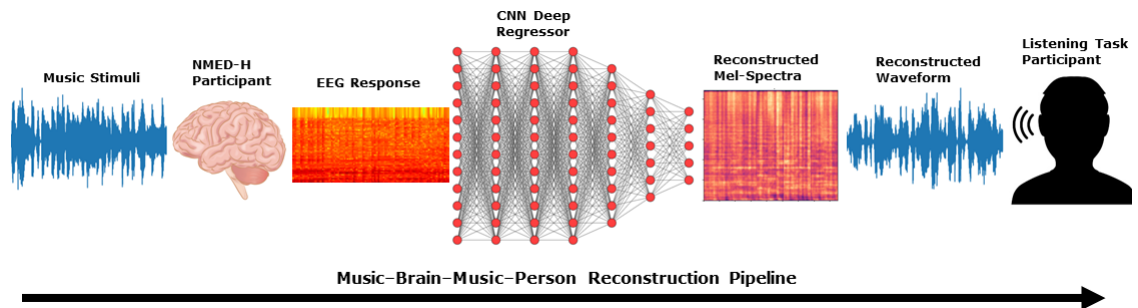 Music Stimuli
NMED-H
Participant
EEG Response
CNN Deep
Regressor
Reconstructed
Mel-Spectra
Reconstructed
Waveform
Listening Task
Participant
Music–Brain–Music–Person Reconstruction Pipeline